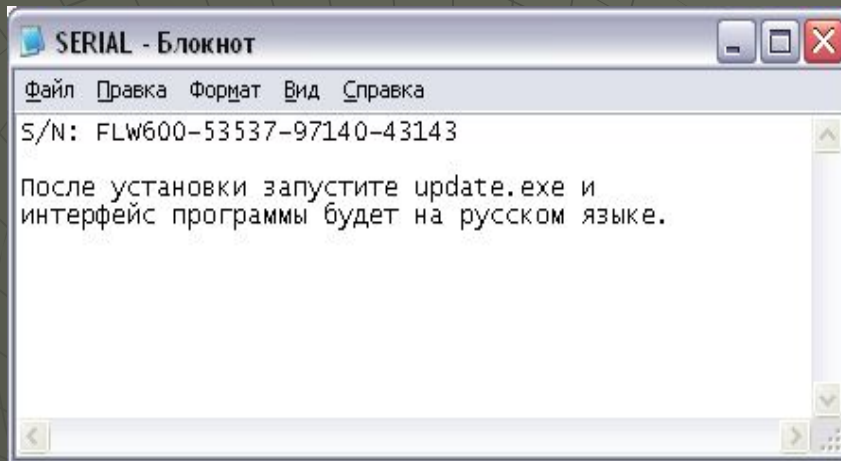 SERIAL - Блокнот
Файл Правка Формат Вид Справка
S/N: FLW600-53537-97140-43143
После установки запустите update.exe и
интерфейс программы будет на русском языке.